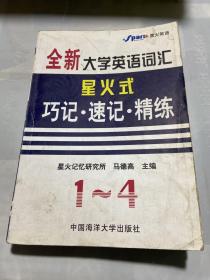 Spark 星火英语
全新 大学英语词汇
星火式
巧记·速记·精练
星火记忆研究所 马德高 主编
1~4
中国海洋大学出版社